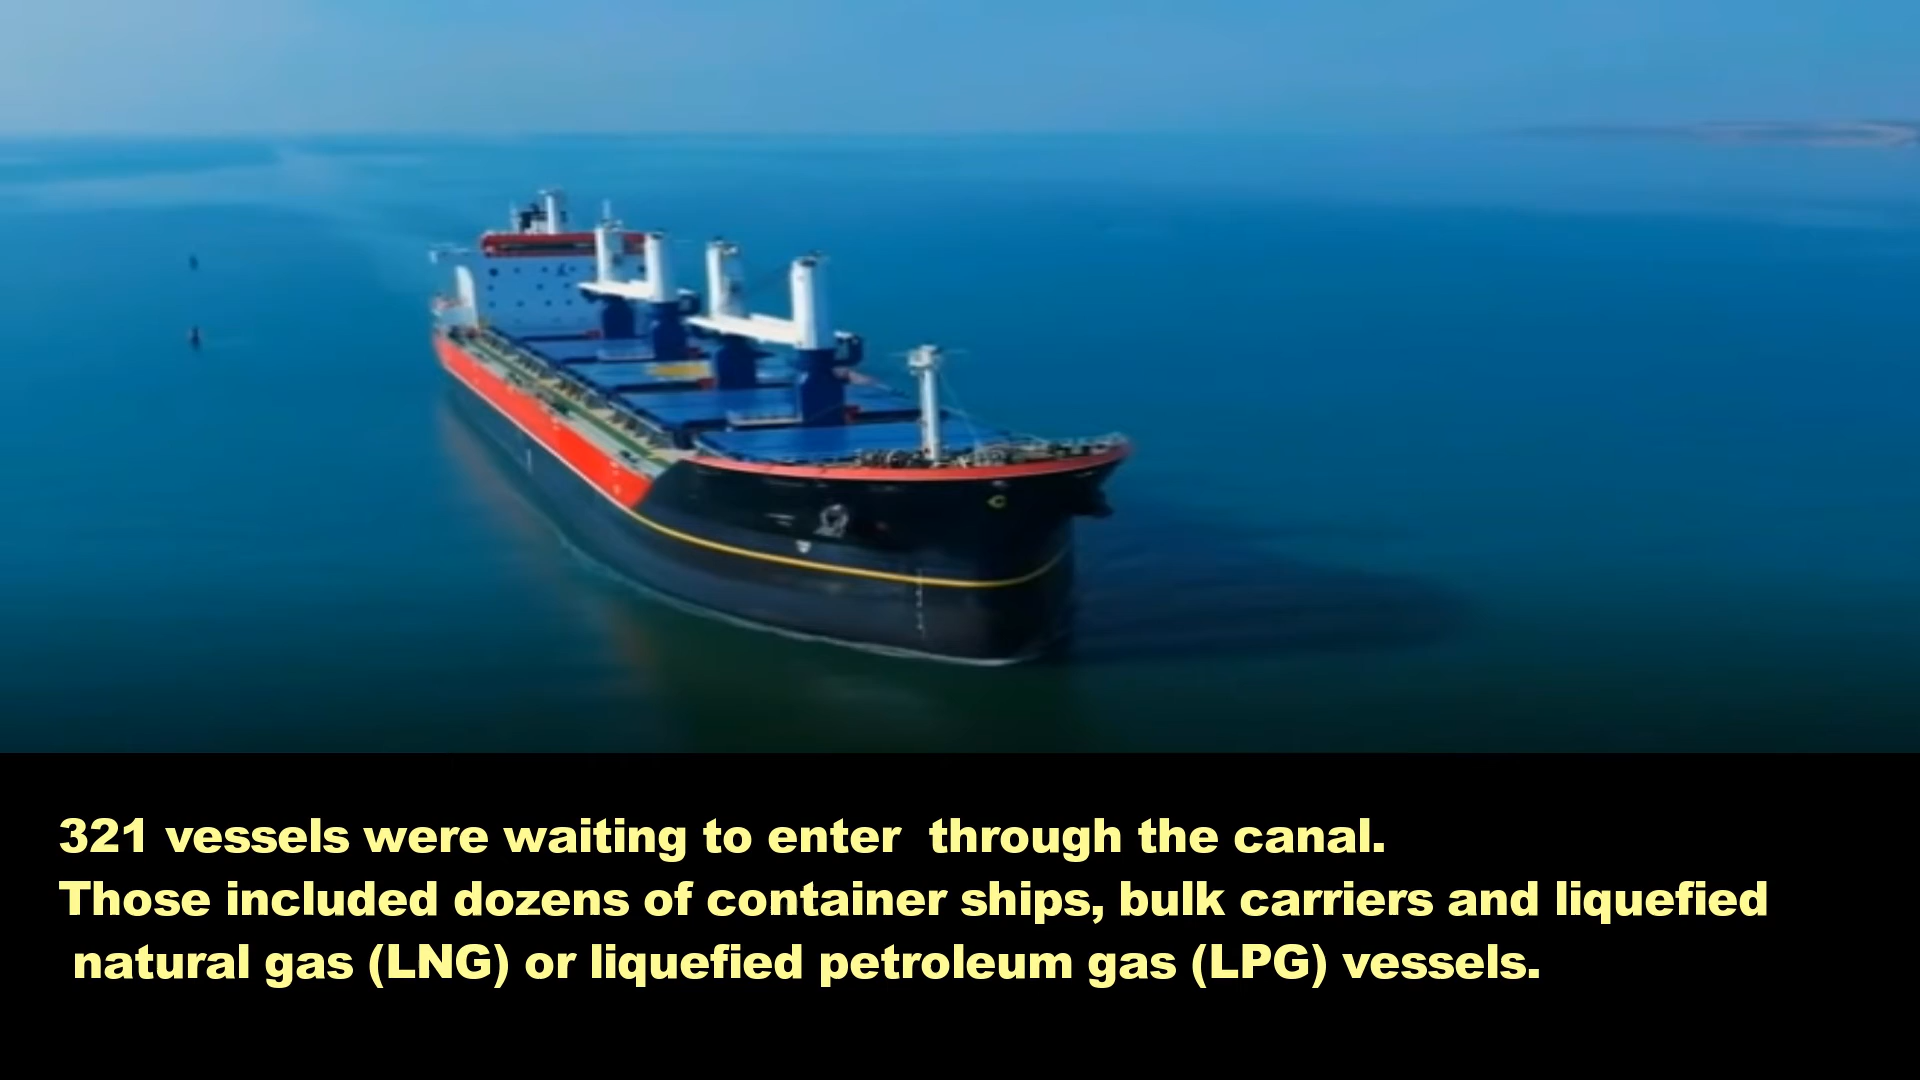 321 vessels were waiting to enter  through the canal.
Those included dozens of container ships, bulk carriers and liquefied
natural gas (LNG) or liquefied petroleum gas (LPG) vessels.